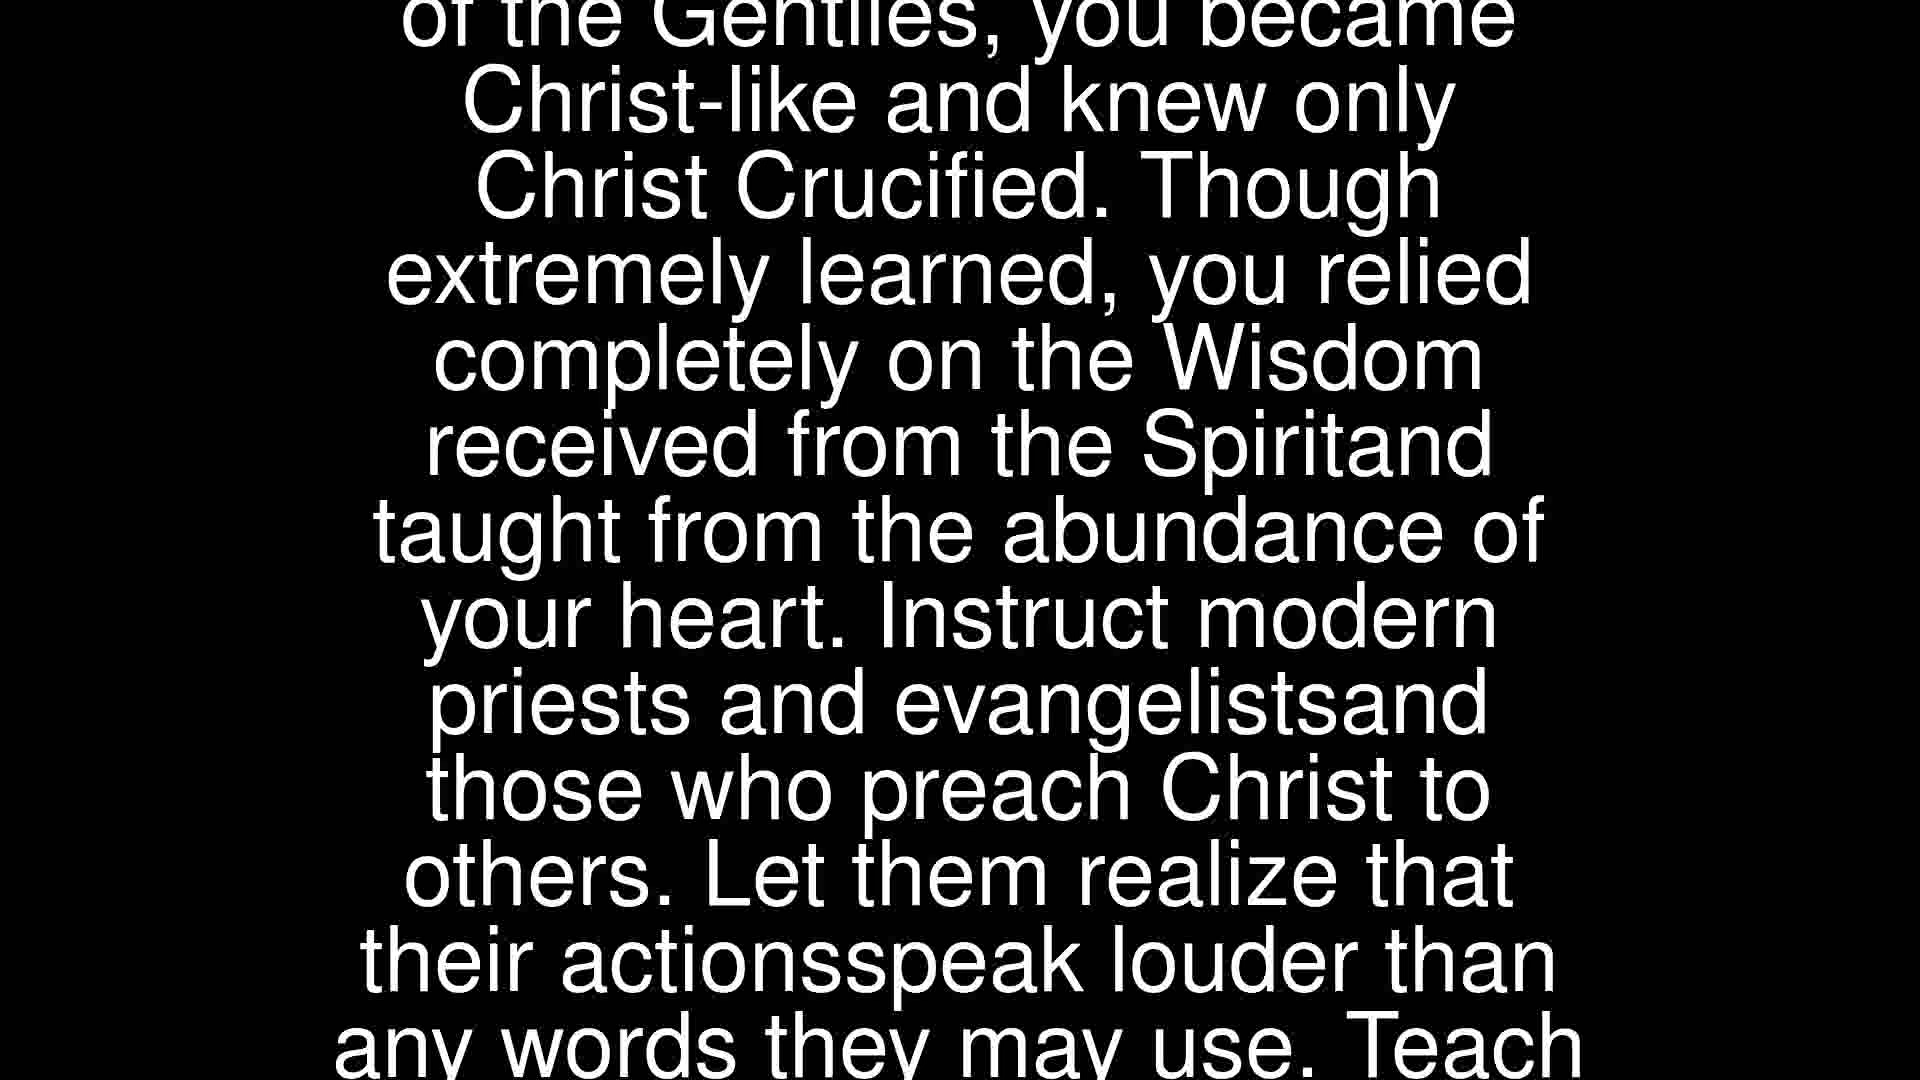 of the Gentiles, you became
Christ-like and knew only
Christ Crucified. Though
extremely learned, you relied
completely on the Wisdom
received from the Spiritand
taught from the abundance of
your heart. Instruct modern
priests and evangelistsand
those who preach Christ to
others. Let them realize that
their actionsspeak louder than
any words they may use. Teach